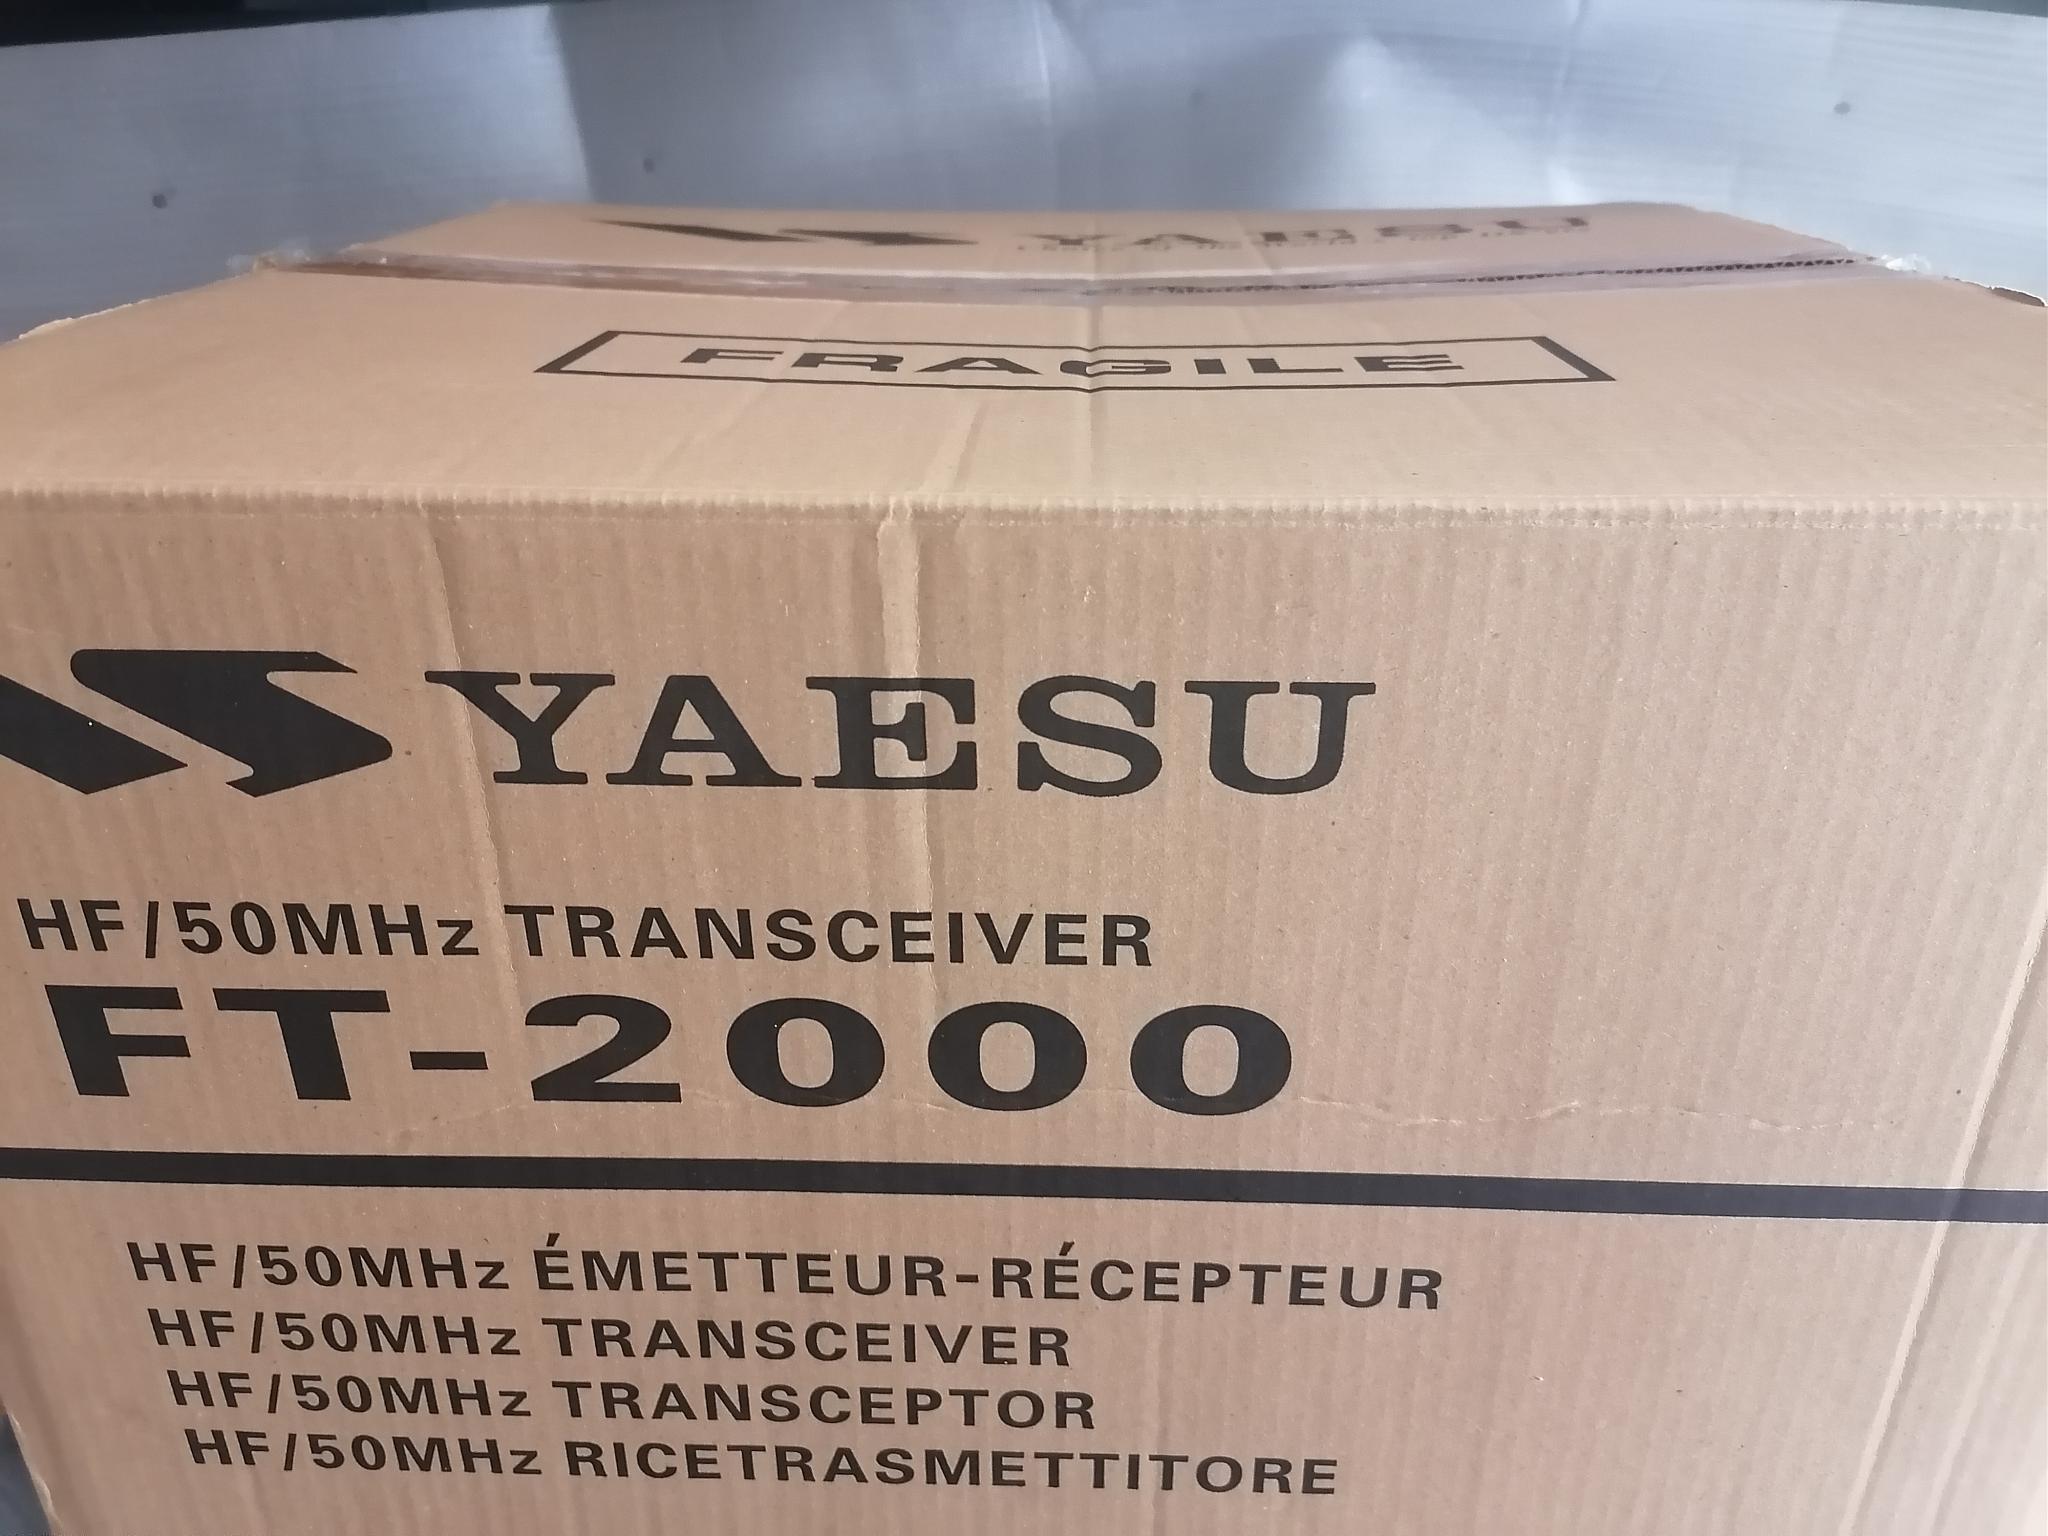 YAESU
FRAGILE
YAESU
HF/50MHz TRANSCEIVER
FT-2000
HF/50MHz ÉMETTEUR-RÉCEPTEUR
HF/50MHz TRANSCEIVER
HF/50MHz TRANSCEPTOR
HF/50MHz RICETRASMETTITORE